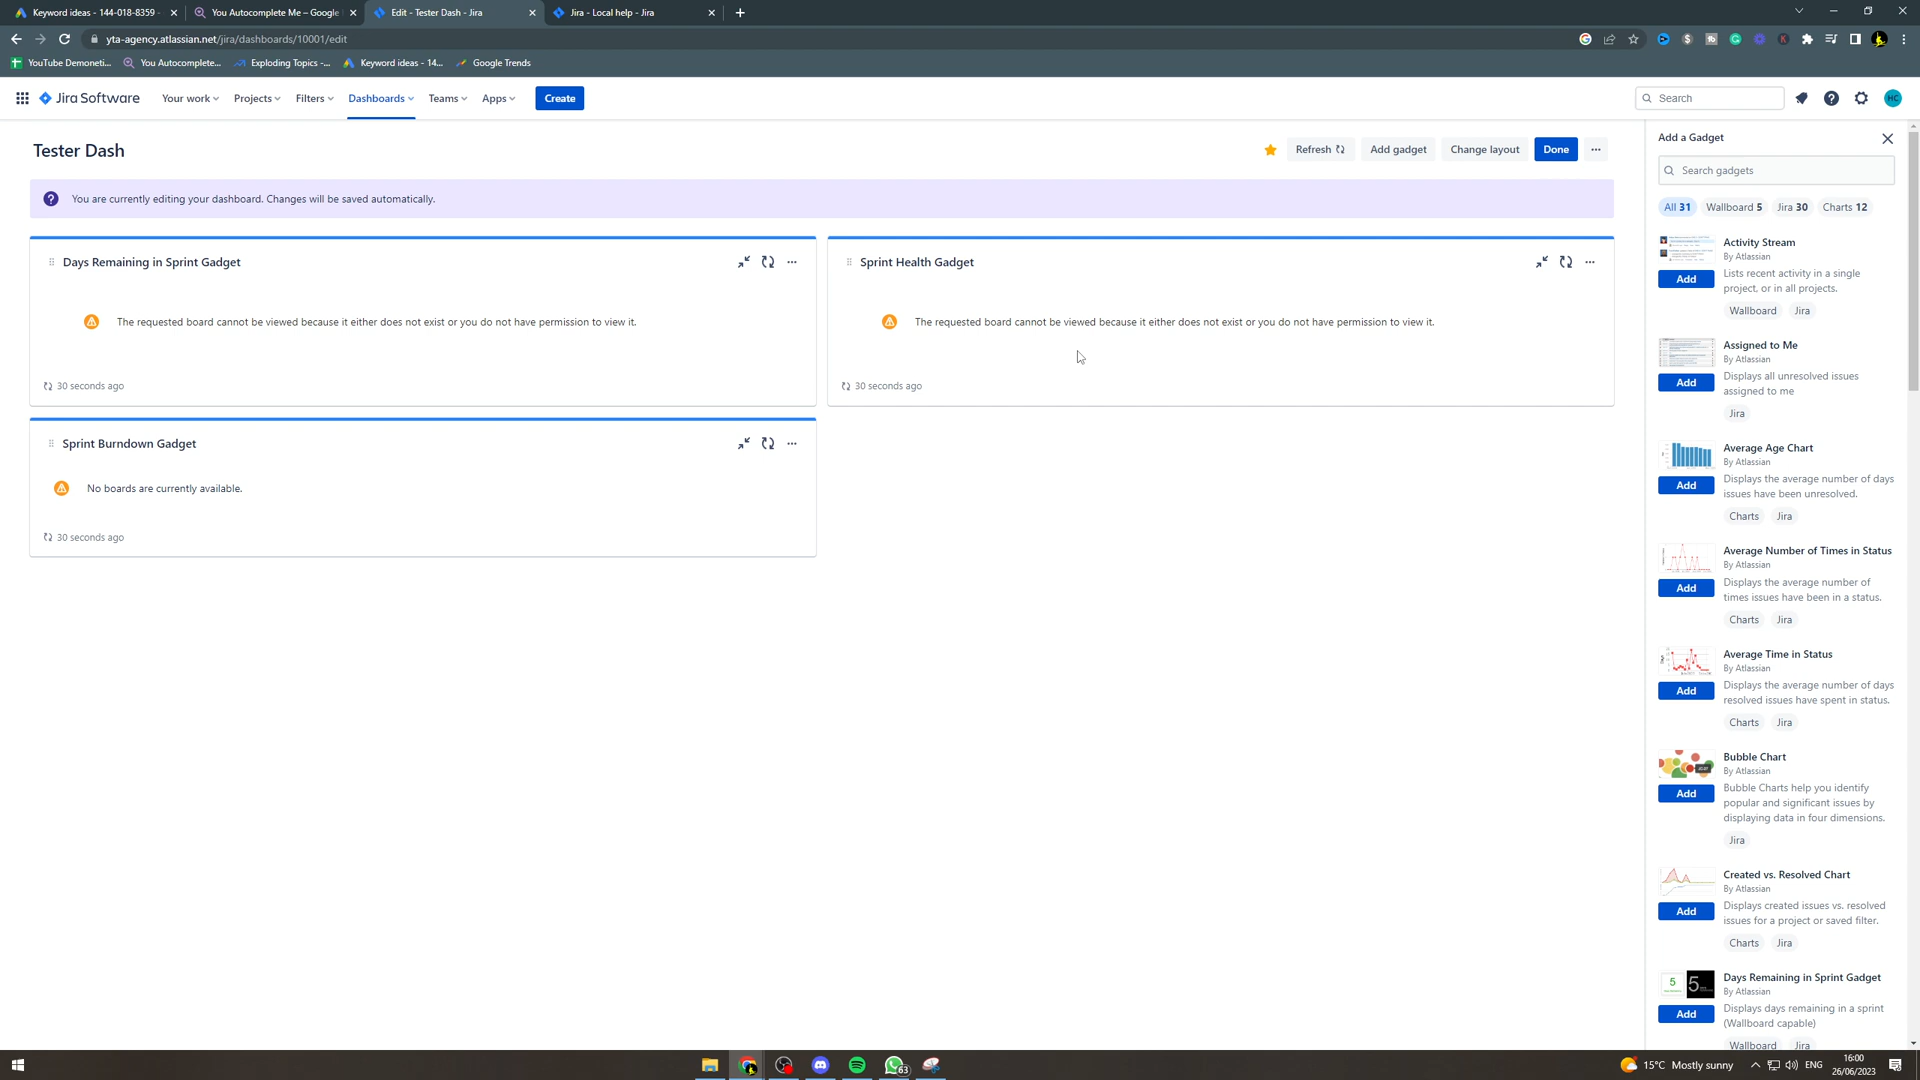 Keyword ideas - 144-018-8359 -
You Autocomplete Me – Google
Edit - Tester Dash - Jira
Jira - Local help - Jira
yta-agency.atlassian.net/jira/dashboards/10001/edit
YouTube Demoneti...
You Autocomplete...
Exploding Topics -...
Keyword ideas - 14...
Google Trends
Jira Software
Your work
Projects
Filters
Dashboards
Teams
Apps
Create
Search
HC
Tester Dash
Refresh
Add gadget
Change layout
Done
You are currently editing your dashboard. Changes will be saved automatically.
Days Remaining in Sprint Gadget
The requested board cannot be viewed because it either does not exist or you do not have permission to view it.
30 seconds ago
Sprint Health Gadget
The requested board cannot be viewed because it either does not exist or you do not have permission to view it.
30 seconds ago
Sprint Burndown Gadget
No boards are currently available.
30 seconds ago
Add a Gadget
Search gadgets
All 31
Wallboard 5
Jira 30
Charts 12
Activity Stream
By Atlassian
Add
Lists recent activity in a single
project, or in all projects.
Wallboard
Jira
Assigned to Me
By Atlassian
Add
Displays all unresolved issues
assigned to me
Jira
Average Age Chart
By Atlassian
Add
Displays the average number of days
issues have been unresolved.
Charts
Jira
Average Number of Times in Status
By Atlassian
Add
Displays the average number of
times issues have been in a status.
Charts
Jira
Average Time in Status
By Atlassian
Add
Displays the average number of days
resolved issues have spent in status.
Charts
Jira
Bubble Chart
By Atlassian
Add
Bubble Charts help you identify
popular and significant issues by
displaying data in four dimensions.
Jira
Created vs. Resolved Chart
By Atlassian
Add
Displays created issues vs. resolved
issues for a project or saved filter.
Charts
Jira
Days Remaining in Sprint Gadget
By Atlassian
5
5
Add
Displays days remaining in a sprint
(Wallboard capable)
Wallboard
Jira
63
15°C Mostly sunny
ENG
16:00
26/06/2023